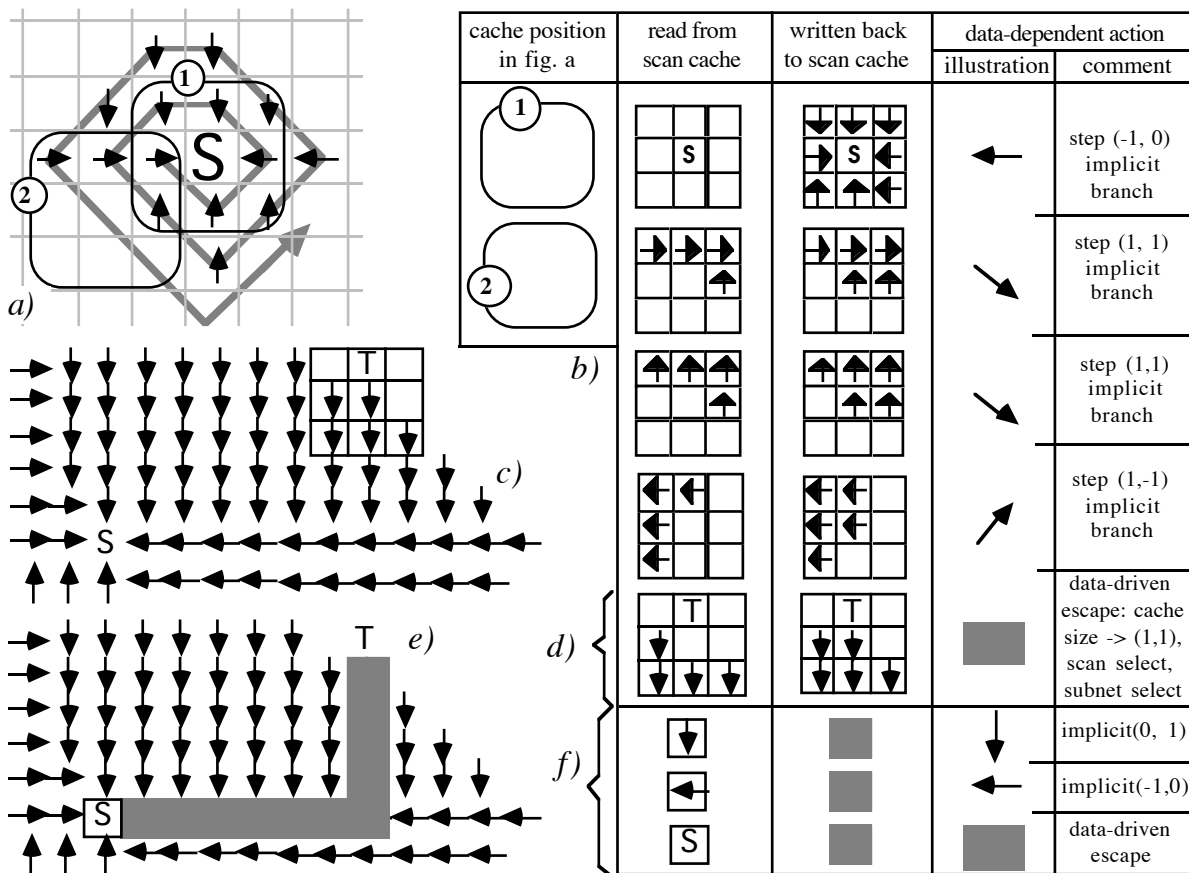 1
S
2
a)
cache position
in fig. a
read from
scan cache
written back
to scan cache
data-dependent action
illustration
comment
1
S
S
step (-1, 0)
implicit
branch
2
step (1, 1)
implicit
branch
b)
step (1,1)
implicit
branch
T
c)
S
step (1,-1)
implicit
branch
d)
T
T
data-driven
escape: cache
size -> (1,1),
scan select,
subnet select
T
e)
S
f)
implicit(0, 1)
implicit(-1,0)
S
data-driven
escape